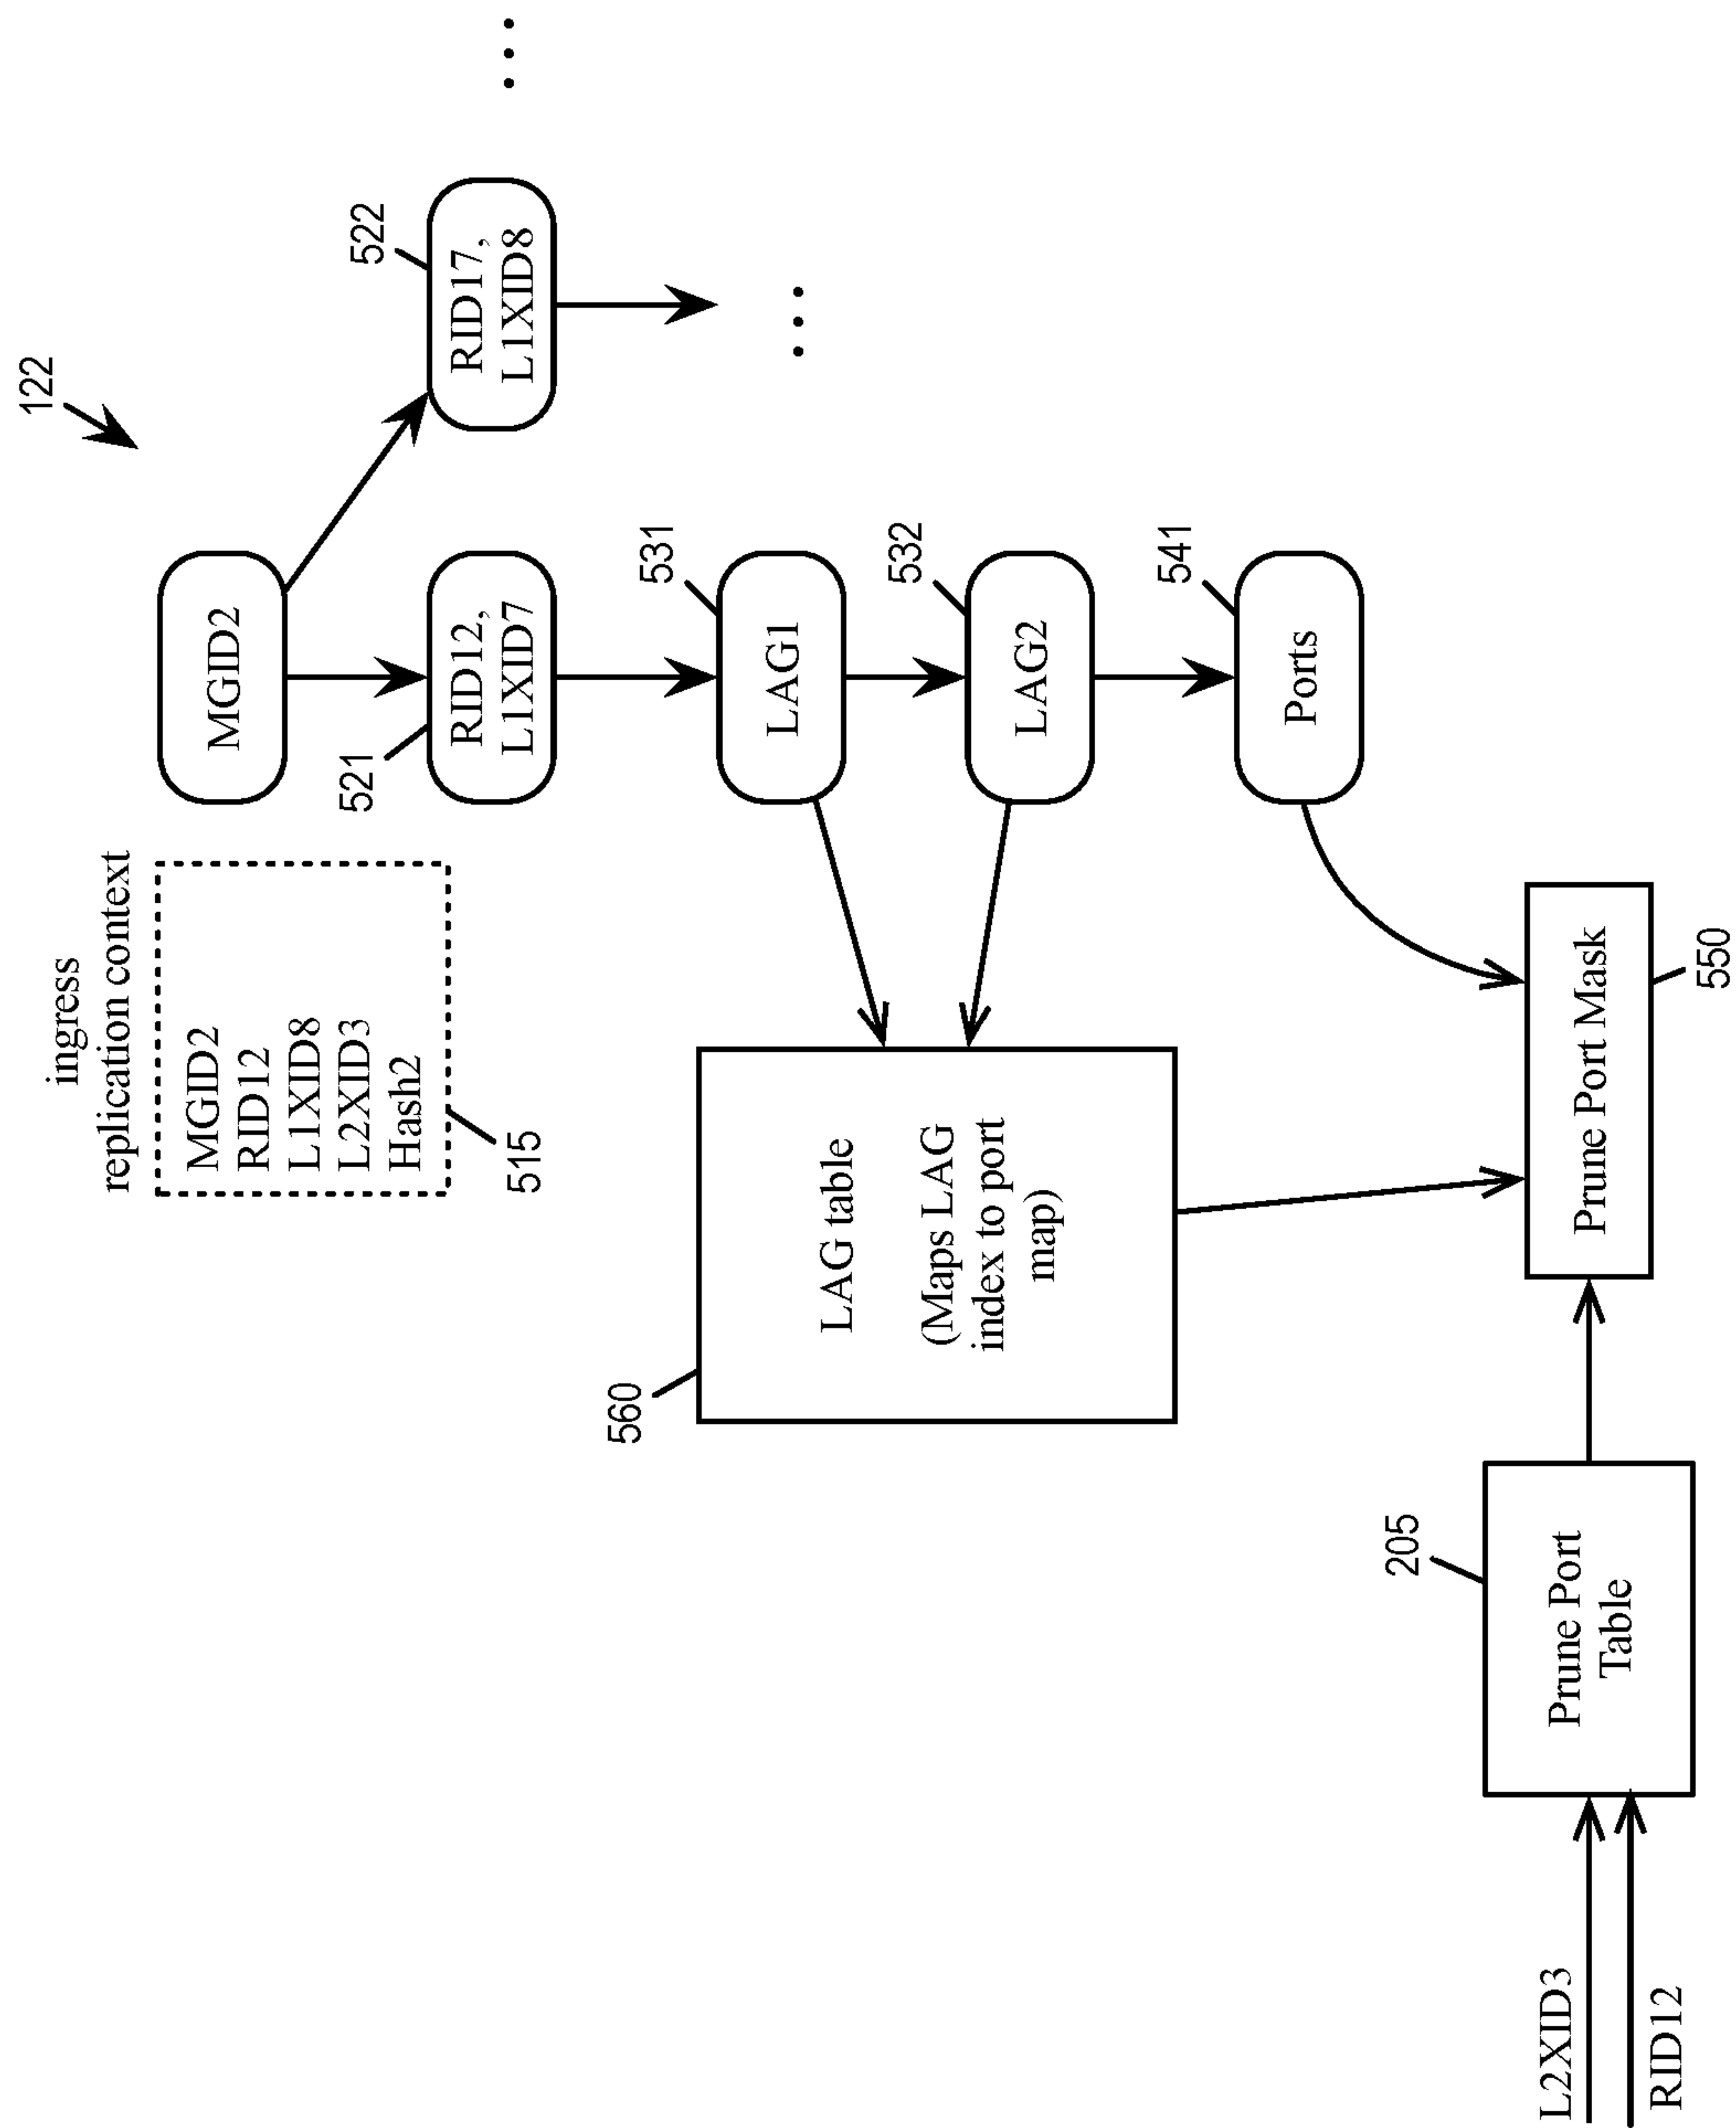 122
ingress
replication context
MGID2
RID12
L1XID8
L2XID3
Hash2
515
MGID2
521
RID12,
L1XID7
522
RID17,
L1XID8
...
...
560
LAG table
(Maps LAG
index to port
map)
531
LAG1
532
LAG2
541
Ports
L2XID3
RID12
205
Prune Port
Table
Prune Port Mask
550